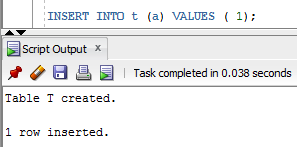 INSERT INTO t (a) VALUES ( 1);
Script Output x
Task completed in 0.038 seconds
Table T created.
1 row inserted.